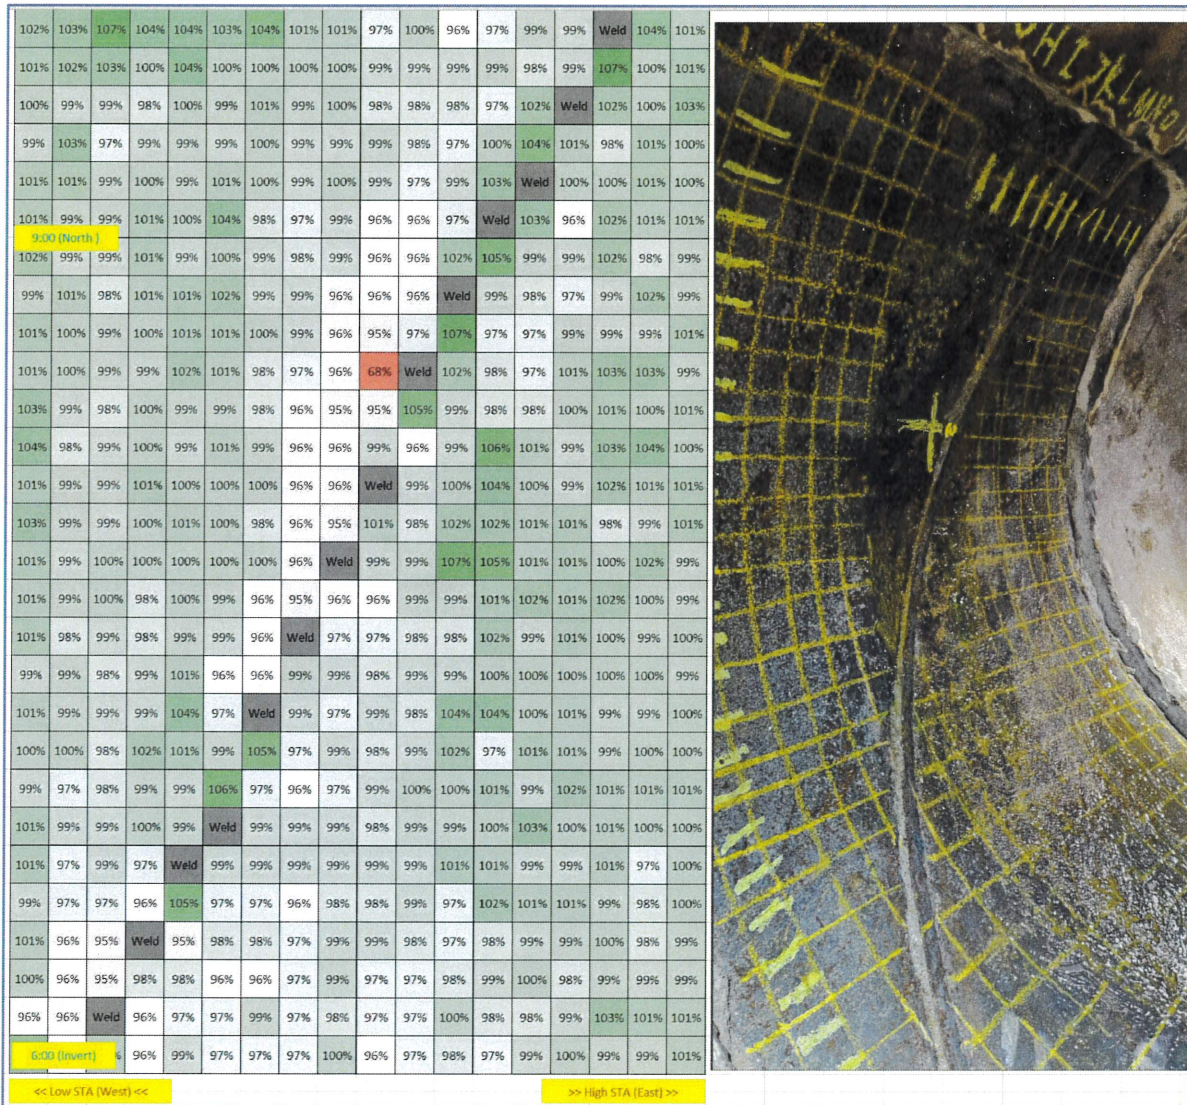 102% 103% 107% 104% 104% 103% 104% 101% 101% 97% 100% 96% 97% 99% 99% Weld 104% 101%
101% 102% 103% 100% 104% 100% 100% 100% 100% 99% 99% 99% 99% 98% 99% 107% 100% 101%
100% 99% 99% 98% 100% 99% 101% 99% 100% 98% 98% 98% 97% 102% Weld 102% 100% 103%
99% 103% 97% 99% 99% 99% 100% 99% 99% 99% 98% 97% 100% 104% 101% 98% 101% 100%
101% 101% 99% 100% 99% 101% 100% 99% 100% 99% 97% 99% 103% Weld 100% 100% 101% 100%
101% 99% 99% 101% 100% 104% 98% 97% 99% 96% 96% 97% Weld 103% 96% 102% 101% 101%
9:00 (North)
102% 99% 99% 101% 99% 100% 99% 98% 99% 96% 96% 102% 105% 99% 99% 102% 98% 99%
99% 101% 98% 101% 101% 102% 99% 99% 96% 96% 96% Weld 99% 98% 97% 99% 102% 99%
101% 100% 99% 100% 101% 101% 100% 99% 96% 95% 97% 107% 97% 97% 99% 99% 99% 101%
101% 100% 99% 99% 102% 101% 98% 97% 96% 68% Weld 102% 98% 97% 101% 103% 103% 99%
103% 99% 98% 100% 99% 99% 98% 96% 95% 95% 105% 99% 98% 98% 100% 101% 100% 101%
104% 98% 99% 100% 99% 101% 99% 96% 96% 99% 96% 99% 106% 101% 99% 103% 104% 100%
101% 99% 99% 101% 100% 100% 100% 96% 96% Weld 99% 100% 104% 100% 99% 102% 101% 101%
103% 99% 99% 100% 101% 100% 98% 96% 95% 101% 98% 102% 102% 101% 101% 98% 99% 101%
101% 99% 100% 100% 100% 100% 100% 96% Weld 99% 99% 107% 105% 101% 101% 100% 102% 99%
101% 99% 100% 98% 100% 99% 96% 95% 96% 96% 99% 99% 101% 102% 101% 102% 100% 99%
101% 98% 99% 98% 99% 99% 96% Weld 97% 97% 98% 98% 102% 99% 101% 100% 99% 100%
99% 99% 98% 99% 101% 96% 96% 99% 99% 98% 99% 99% 100% 100% 100% 100% 100% 99%
101% 99% 99% 99% 104% 97% Weld 99% 97% 99% 98% 104% 104% 100% 101% 99% 99% 100%
100% 100% 98% 102% 101% 99% 105% 97% 99% 98% 99% 102% 97% 101% 101% 99% 100% 100%
99% 97% 98% 99% 99% 106% 97% 96% 97% 99% 100% 100% 101% 99% 102% 101% 101% 101%
101% 99% 99% 100% 99% Weld 99% 99% 99% 98% 99% 99% 100% 103% 100% 101% 100% 100%
101% 97% 99% 97% Weld 99% 99% 99% 99% 99% 99% 101% 101% 99% 99% 101% 97% 100%
99% 97% 97% 96% 105% 97% 97% 96% 98% 98% 99% 97% 102% 101% 101% 99% 98% 100%
101% 96% 95% Weld 95% 98% 98% 97% 99% 99% 98% 97% 98% 99% 99% 100% 98% 99%
100% 96% 95% 98% 98% 96% 96% 97% 99% 97% 97% 98% 99% 100% 98% 99% 99% 99%
96% 96% Weld 96% 97% 97% 99% 97% 98% 97% 97% 100% 98% 98% 99% 103% 101% 101%
6:00 (Invert) 96% 99% 97% 97% 97% 100% 96% 97% 98% 97% 99% 100% 99% 99% 101%
<< Low STA (West) << >> High STA (East) >>